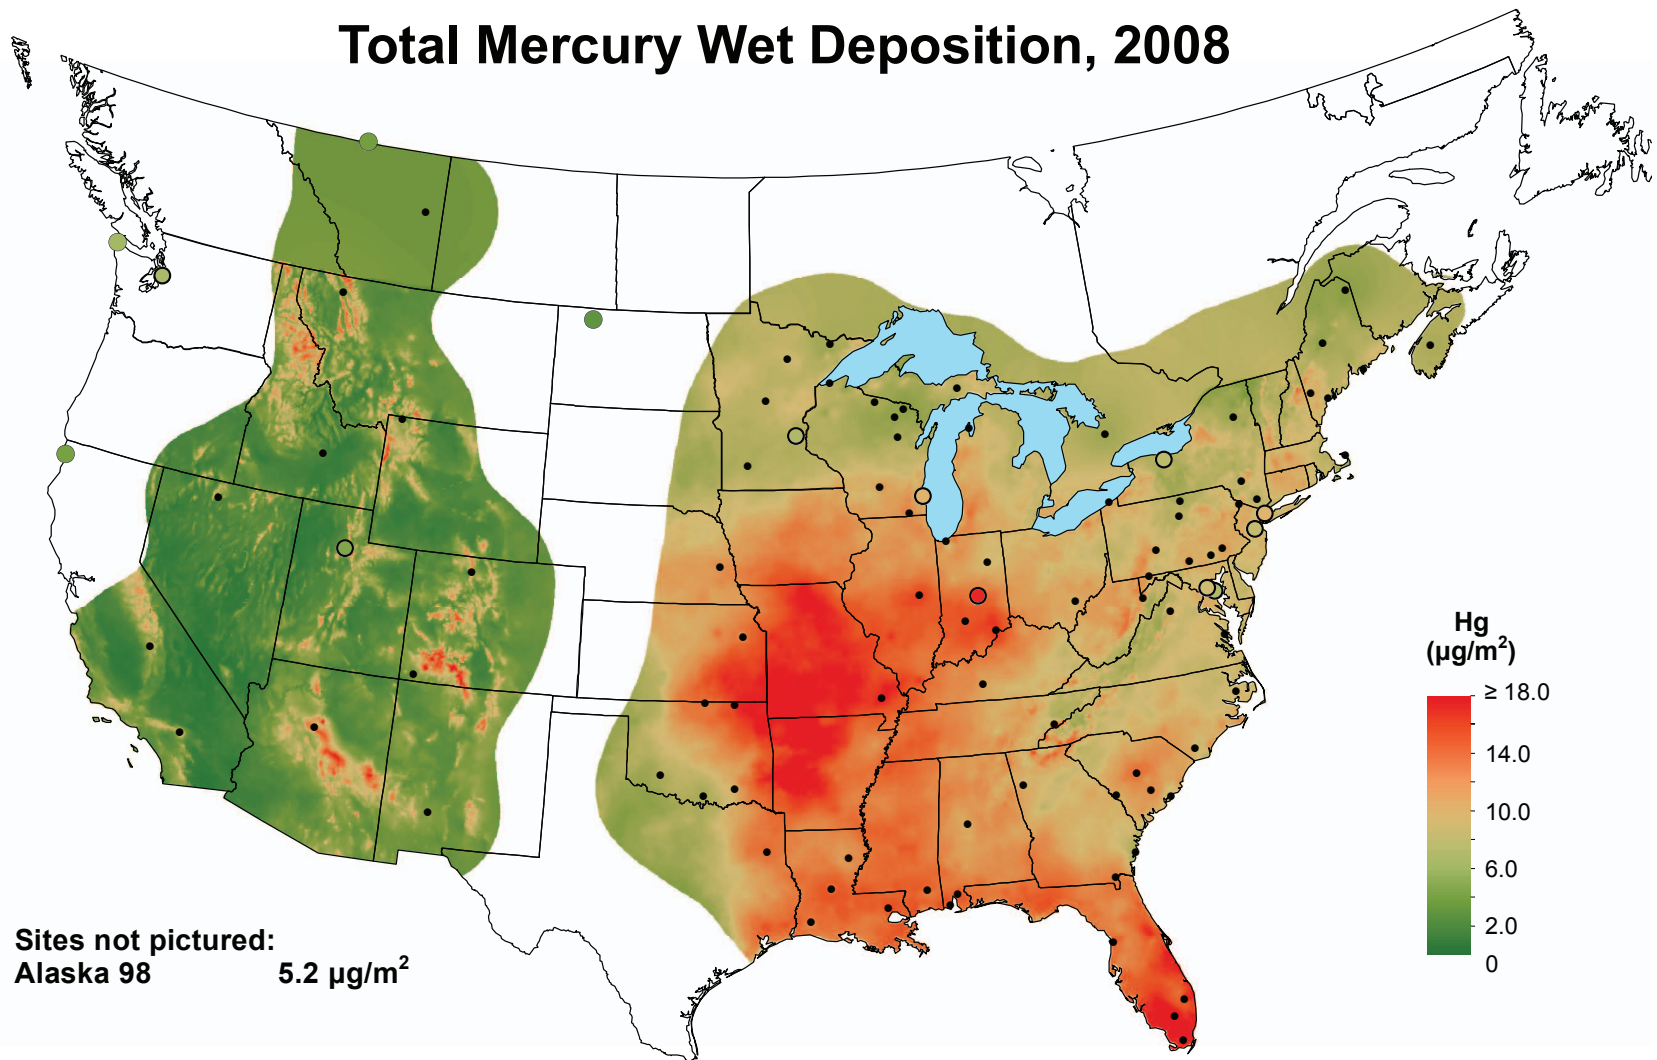 Total Mercury Wet Deposition, 2008
Hg
(µg/m²)
≥ 18.0
14.0
10.0
6.0
2.0
0
Sites not pictured:
Alaska 98 5.2 µg/m²